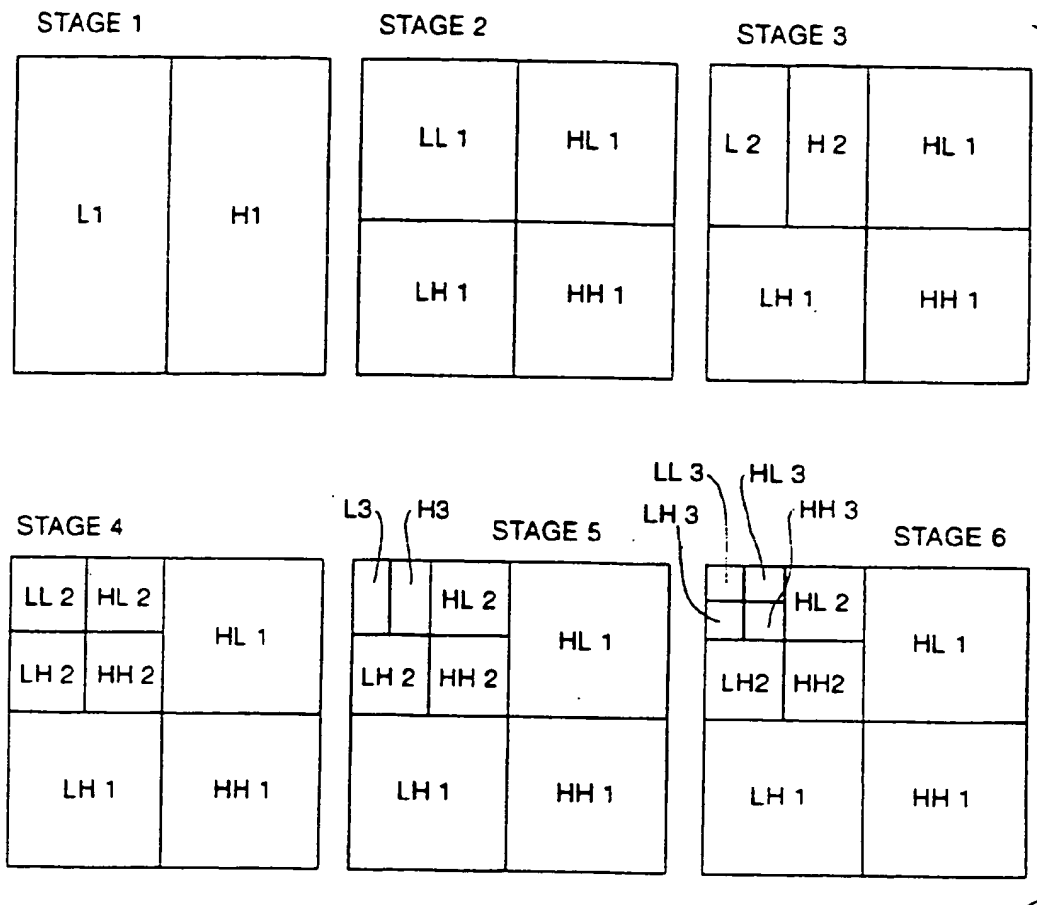 STAGE 1
STAGE 2
STAGE 3
L1
H1
LL 1
HL 1
LH 1
HH 1
L 2
H 2
HL 1
LH 1
HH 1
STAGE 4
LL 2
HL 2
LH 2
HH 2
HL 1
LH 1
HH 1
L3
H3
STAGE 5
HL 2
LH 2
HH 2
HL 1
LH 1
HH 1
LL 3
HL 3
LH 3
HH 3
STAGE 6
HL 2
LH2
HH2
HL 1
LH 1
HH 1